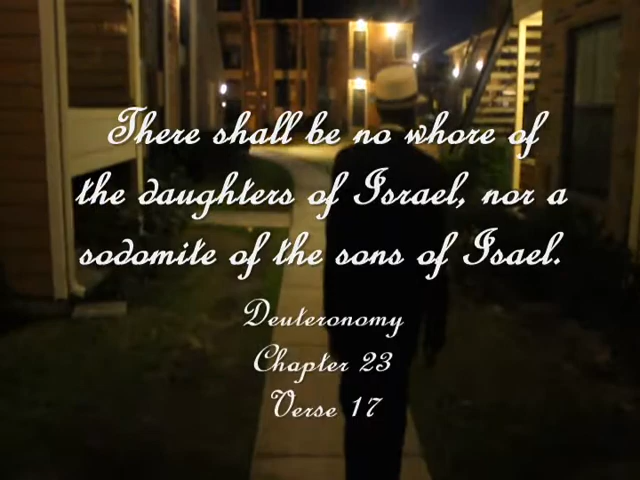 There shall be no whore of
the daughters of Israel, nor a
sodomite of the sons of Isael.
Deuteronomy
Chapter 23
Verse 17